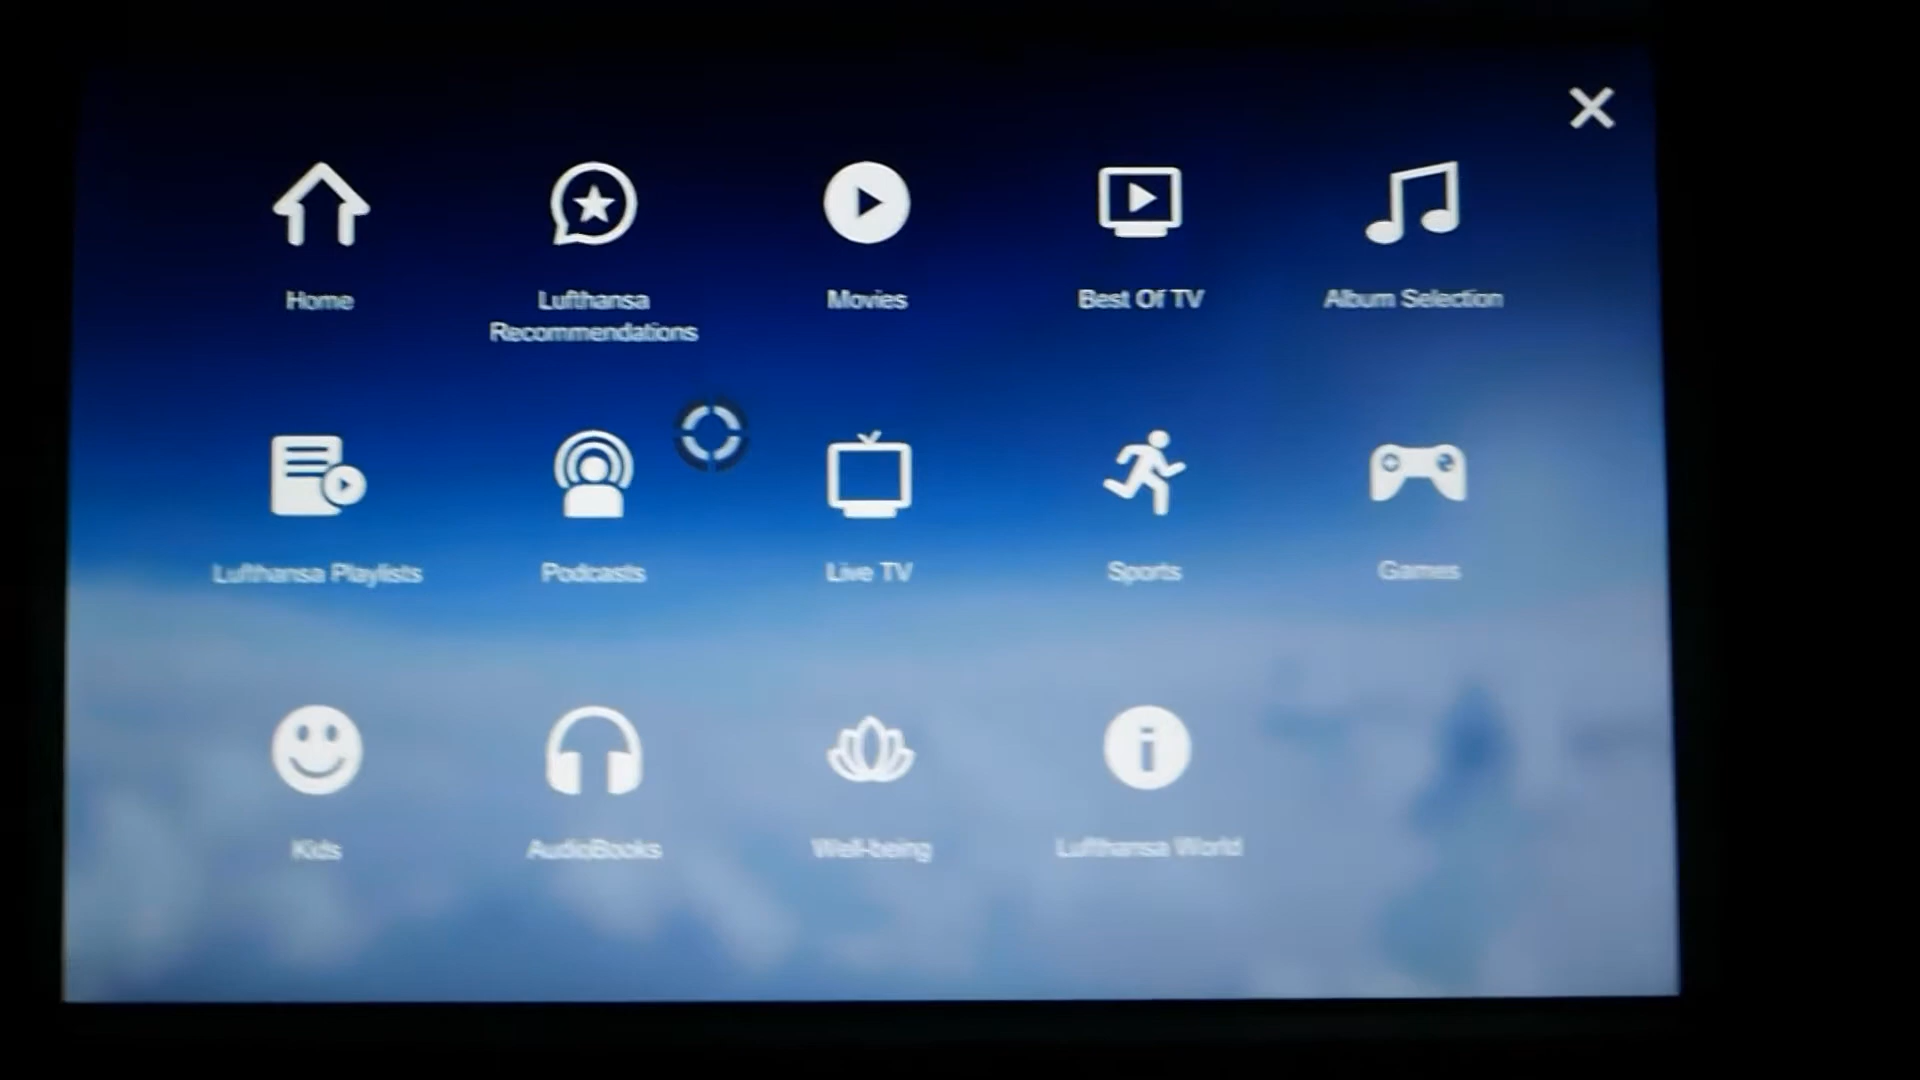 Home
Lufthansa
Recommendations
Movies
Best Of TV
Album Selection
Lufthansa Playlists
Podcasts
Live TV
Sports
Games
Kids
AudioBooks
Well-being
Lufthansa World